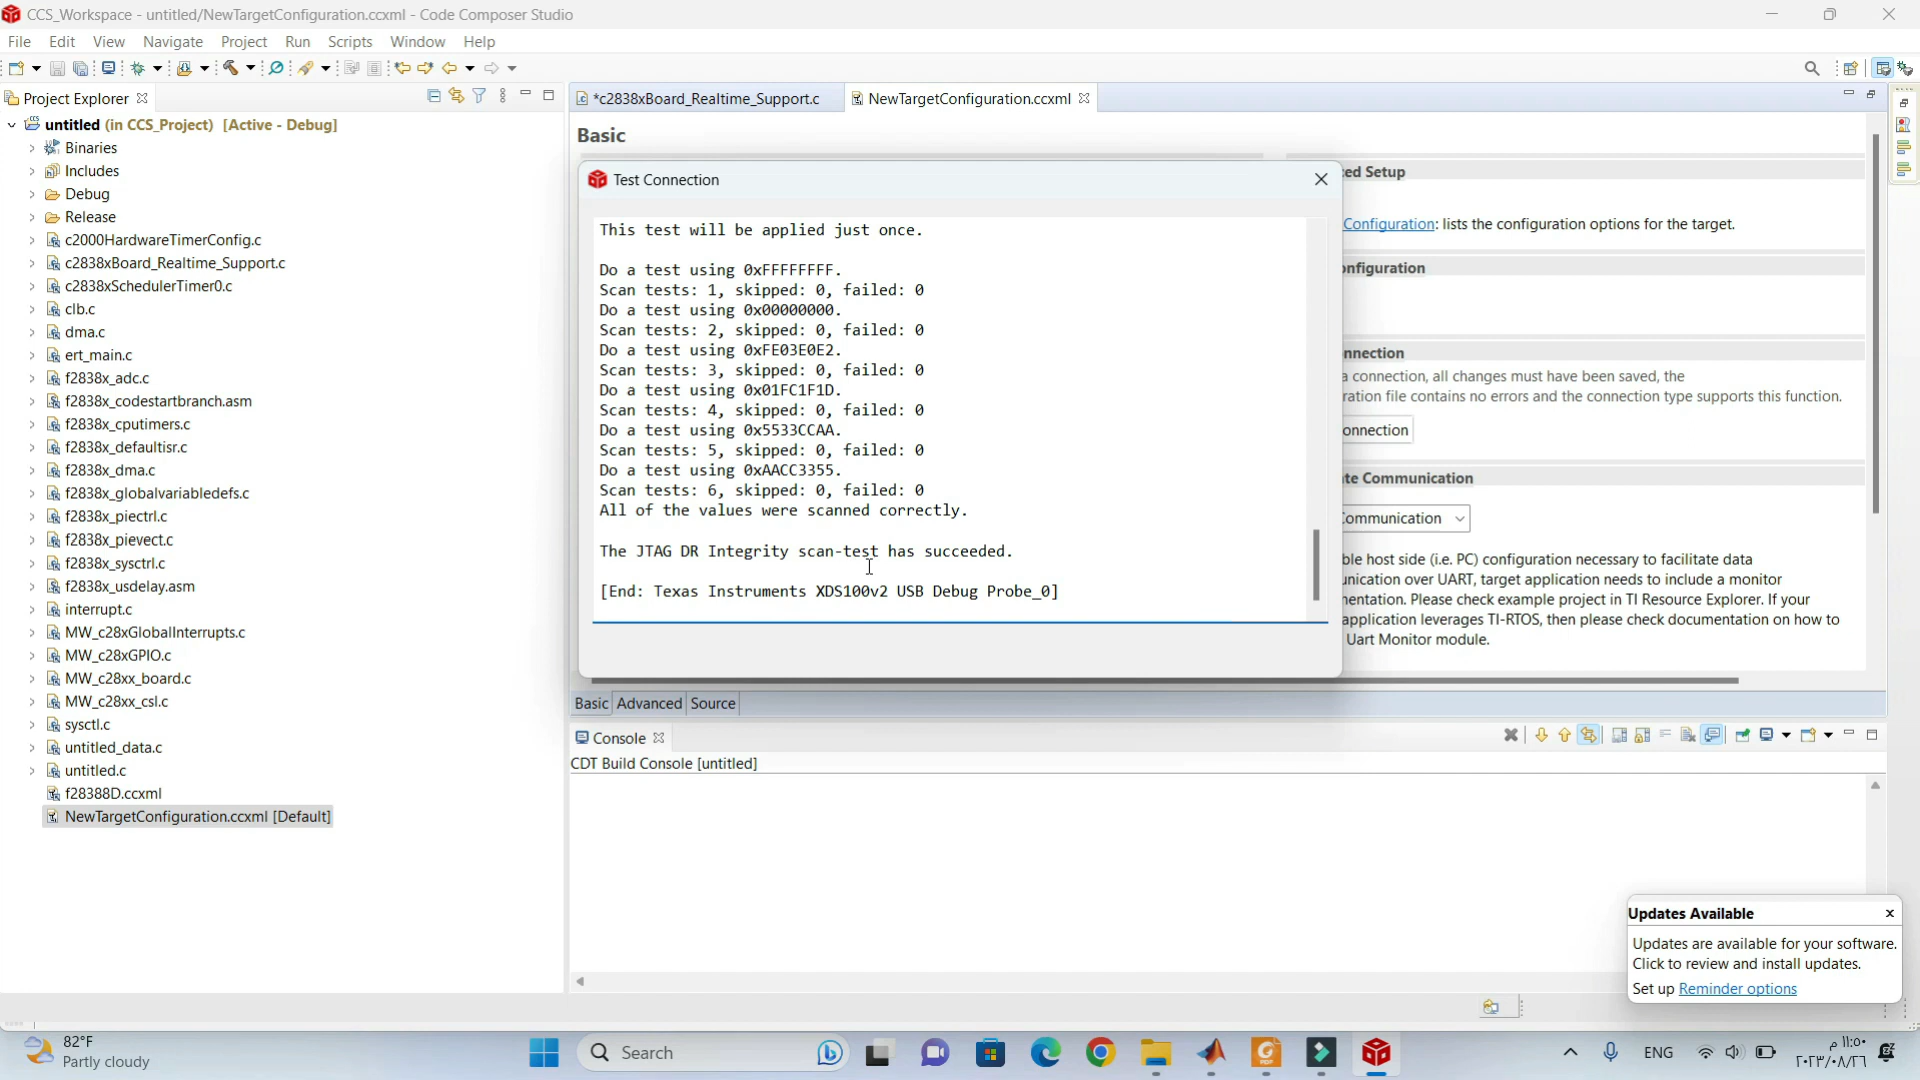 CCS_Workspace - untitled/NewTargetConfiguration.ccxml - Code Composer Studio
File Edit View Navigate Project Run Scripts Window Help
Project Explorer
untitled (in CCS_Project) [Active - Debug]
Binaries
Includes
Debug
Release
c2000HardwareTimerConfig.c
c2838xBoard_Realtime_Support.c
c2838xSchedulerTimer0.c
clb.c
dma.c
ert_main.c
f2838x_adc.c
f2838x_codestartbranch.asm
f2838x_cputimers.c
f2838x_defaultisr.c
f2838x_dma.c
f2838x_globalvariabledefs.c
f2838x_piectrl.c
f2838x_pievect.c
f2838x_sysctrl.c
f2838x_usdelay.asm
interrupt.c
MW_c28xGlobalInterrupts.c
MW_c28xGPIO.c
MW_c28xx_board.c
MW_c28xx_csl.c
sysctl.c
untitled_data.c
untitled.c
f28388D.ccxml
NewTargetConfiguration.ccxml [Default]
*c2838xBoard_Realtime_Support.c NewTargetConfiguration.ccxml
Basic
Test Connection
This test will be applied just once.
Do a test using 0xFFFFFFFF.
Scan tests: 1, skipped: 0, failed: 0
Do a test using 0x00000000.
Scan tests: 2, skipped: 0, failed: 0
Do a test using 0xFE03E0E2.
Scan tests: 3, skipped: 0, failed: 0
Do a test using 0x01FC1F1D.
Scan tests: 4, skipped: 0, failed: 0
Do a test using 0x5533CCAA.
Scan tests: 5, skipped: 0, failed: 0
Do a test using 0xAACC3355.
Scan tests: 6, skipped: 0, failed: 0
All of the values were scanned correctly.
The JTAG DR Integrity scan-test has succeeded.
[End: Texas Instruments XDS100v2 USB Debug Probe_0]
ed Setup
Configuration: lists the configuration options for the target.
onfiguration
nnection
a connection, all changes must have been saved, the
ration file contains no errors and the connection type supports this function.
onnection
te Communication
ommunication
ble host side (i.e. PC) configuration necessary to facilitate data
unication over UART, target application needs to include a monitor
mentation. Please check example project in TI Resource Explorer. If your
application leverages TI-RTOS, then please check documentation on how to
Uart Monitor module.
Basic Advanced Source
Console
CDT Build Console [untitled]
Updates Available
Updates are available for your software.
Click to review and install updates.
Set up Reminder options
82°F
Partly cloudy
Search
ENG
١١:٥٠ م
٢٠٢٣/٠٨/٢٦